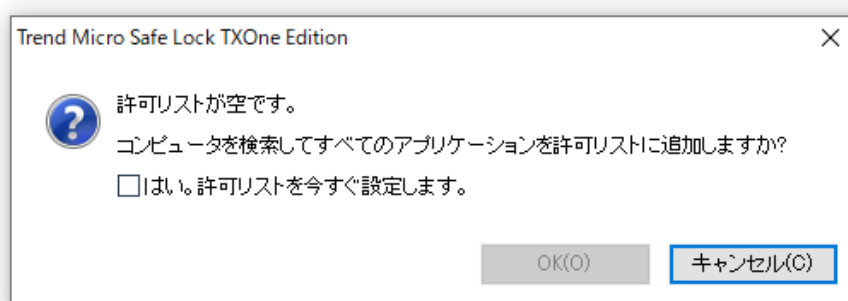 Trend Micro Safe Lock TXOne Edition
許可リストが空です。
コンピュータを検索してすべてのアプリケーションを許可リストに追加しますか?
はい。許可リストを今すぐ設定します。
OK(O)
キャンセル(C)